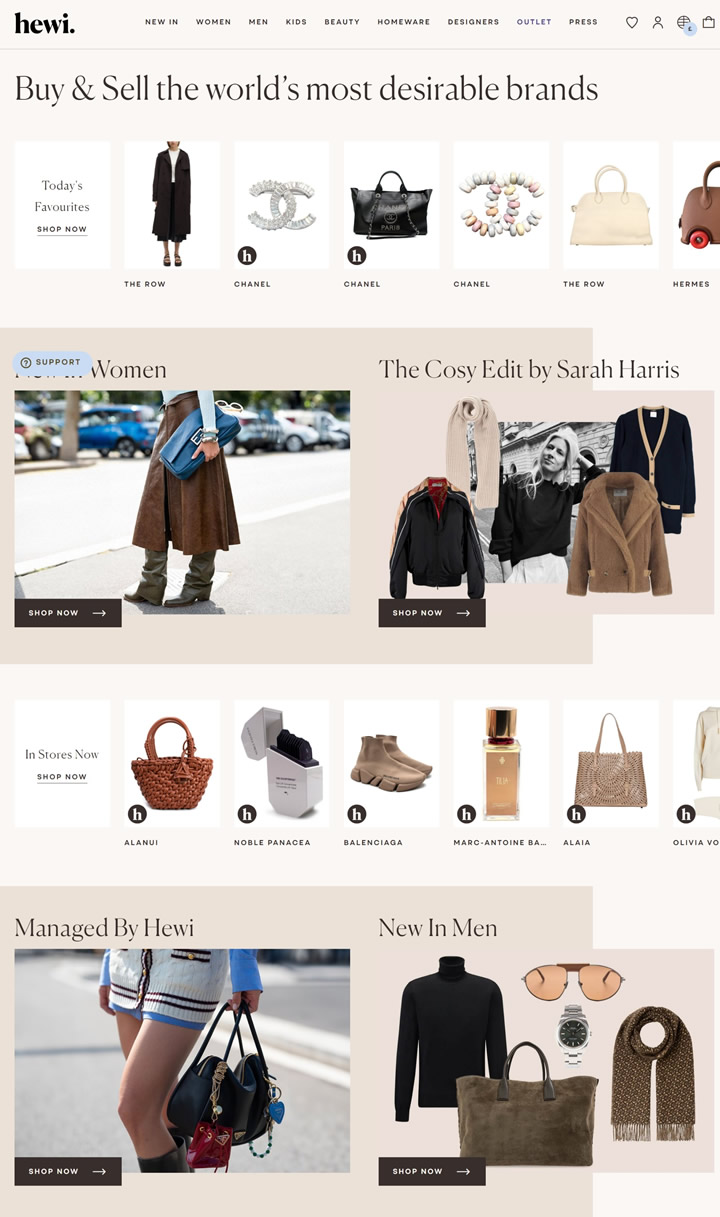 hewi.
NEW IN WOMEN MEN KIDS BEAUTY HOMEWARE DESIGNERS OUTLET PRESS
£
Buy & Sell the world's most desirable brands
Today's
Favourites
SHOP NOW
h
h
PARIS
THE ROW
CHANEL
CHANEL
CHANEL
THE ROW
HERMES
SUPPORT
Women
The Cosy Edit by Sarah Harris
SHOP NOW
SHOP NOW
In Stores Now
SHOP NOW
h
h
h
h
h
h
ALANUI
NOBLE PANACEA
BALENCIAGA
MARC-ANTOINE BA...
ALAIA
OLIVIA VO
Managed By Hewi
New In Men
SHOP NOW
SHOP NOW